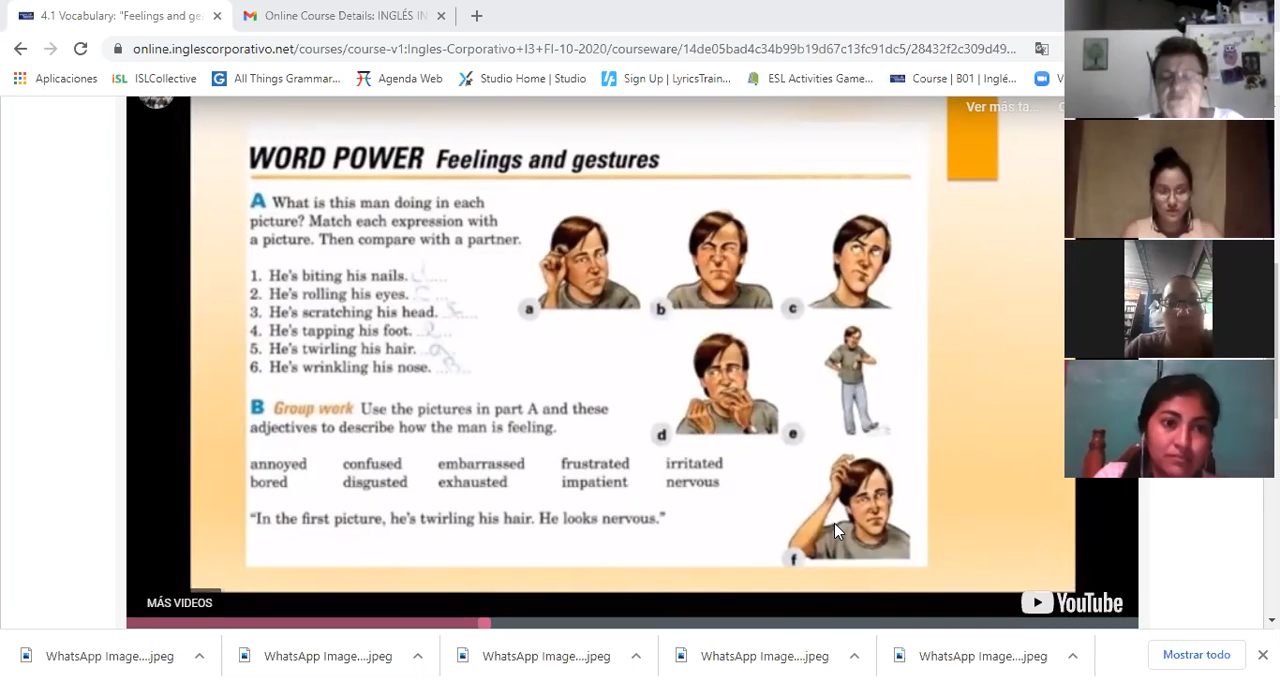 4.1 Vocabulary: "Feelings and ge
Online Course Details: INGLÉS IN
online.inglescorporativo.net/courses/course-v1:Ingles-Corporativo+I3+FI-10-2020/courseware/14de05bad4c34b99b19d67c13fc91dc5/28432f2c309d49...
Aplicaciones
iSL ISLCollective
All Things Grammar...
Agenda Web
Studio Home | Studio
Sign Up | LyricsTrain...
ESL Activities Game...
Course | B01 | Inglé...
Ver más ta...
WORD POWER Feelings and gestures
A What is this man doing in each
picture? Match each expression with
a picture. Then compare with a partner.
1. He's biting his nails.
2. He's rolling his eyes.
3. He's scratching his head.
4. He's tapping his foot.
5. He's twirling his hair.
6. He's wrinkling his nose.
a
b
c
d
e
f
B Group work Use the pictures in part A and these
adjectives to describe how the man is feeling.
annoyed confused embarrassed frustrated irritated
bored disgusted exhausted impatient nervous
"In the first picture, he's twirling his hair. He looks nervous."
MÁS VIDEOS
YouTube
WhatsApp Image....jpeg
WhatsApp Image....jpeg
WhatsApp Image....jpeg
WhatsApp Image....jpeg
WhatsApp Image....jpeg
Mostrar todo